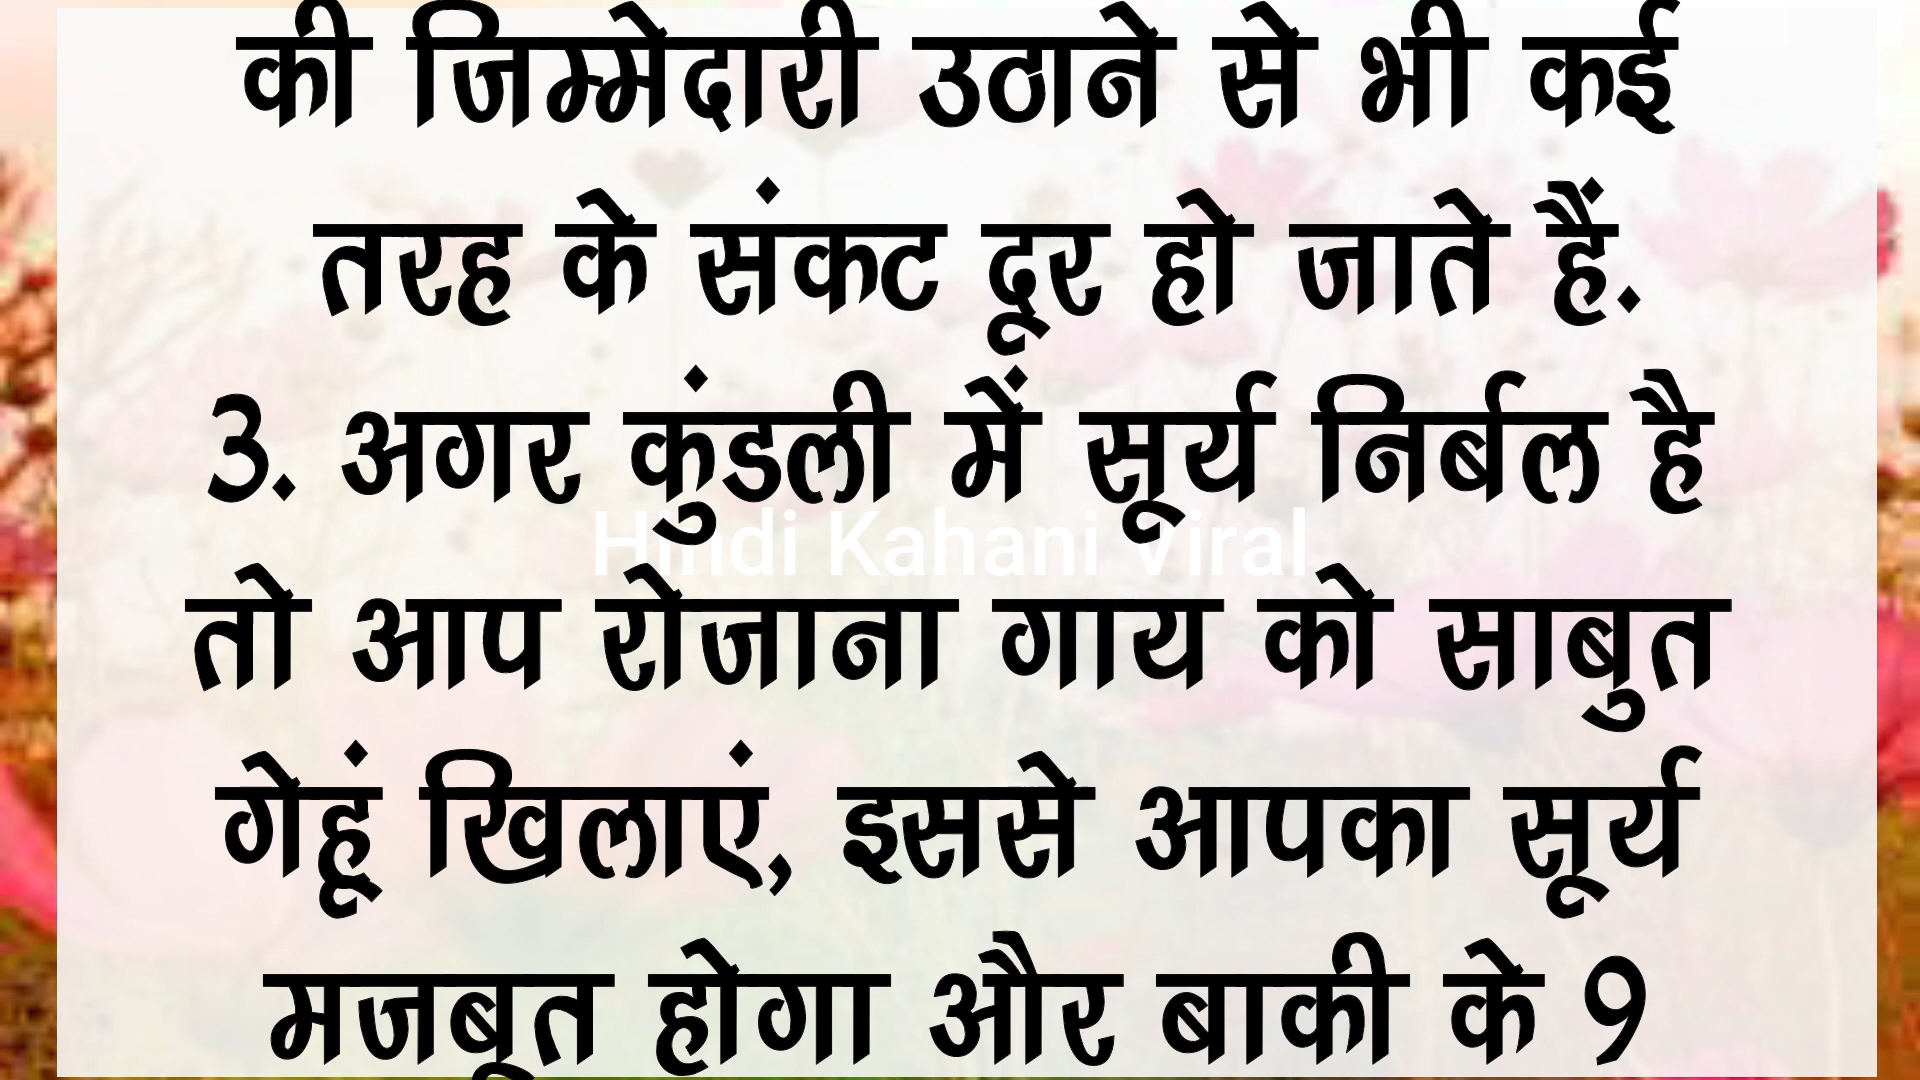 की जिम्मेदारी उठाने से भी कई
तरह के संकट दूर हो जाते हैं.
3. अगर कुंडली में सूर्य निर्बल है
Hindi Kahani Viral
तो आप रोजाना गाय को साबुत
गेहूं खिलाएं, इससे आपका सूर्य
मजबूत होगा और बाकी के 9